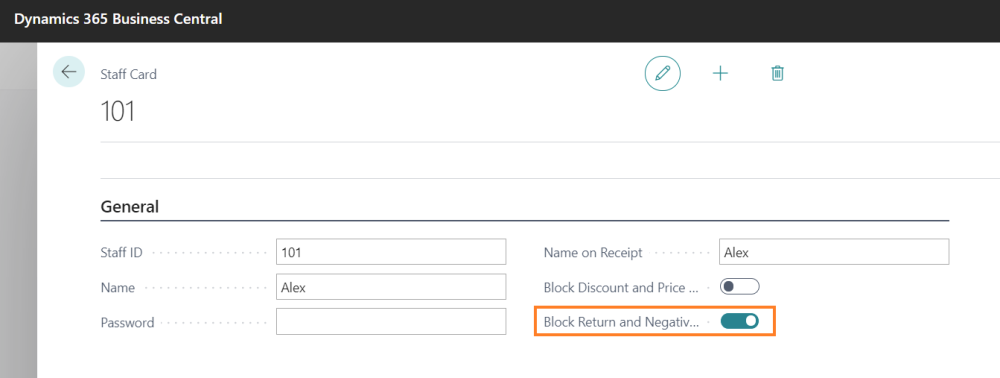 Dynamics 365 Business Central
Staff Card
101
General
Staff ID 101
Name Alex
Password
Name on Receipt Alex
Block Discount and Price ...
Block Return and Negativ...